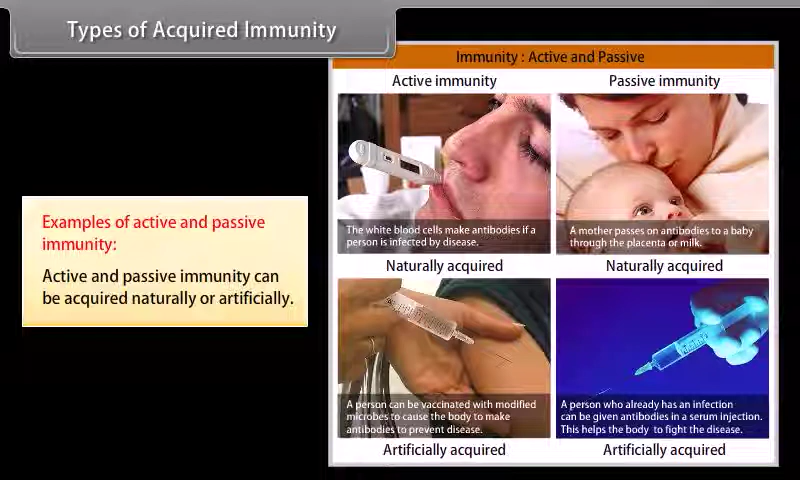 Types of Acquired Immunity
Examples of active and passive
immunity:
Active and passive immunity can
be acquired naturally or artificially.
Immunity : Active and Passive
Active immunity
Passive immunity
The white blood cells make antibodies if a
person is infected by disease.
A mother passes on antibodies to a baby
through the placenta or milk.
Naturally acquired
Naturally acquired
A person can be vaccinated with modified
microbes to cause the body to make
antibodies to prevent disease.
A person who already has an infection
can be given antibodies in a serum injection.
This helps the body to fight the disease.
Artificially acquired
Artificially acquired